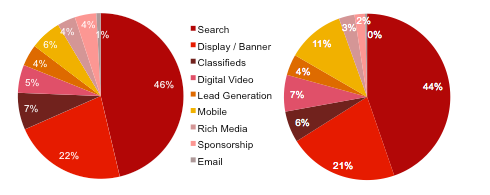 46%
22%
7%
5%
4%
6%
4%
4%
1%
Search
Display / Banner
Classifieds
Digital Video
Lead Generation
Mobile
Rich Media
Sponsorship
Email
44%
21%
6%
7%
4%
11%
3%
2%
0%